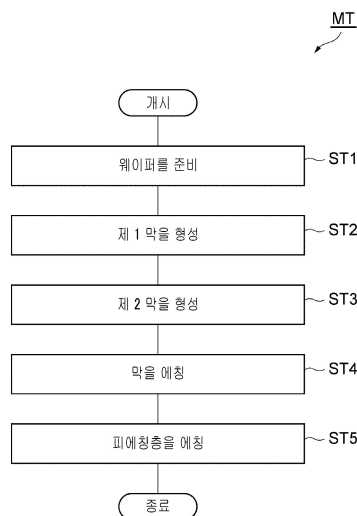 MT
개시
웨이퍼를 준비
ST1
제 1 막을 형성
ST2
제 2 막을 형성
ST3
막을 에칭
ST4
피에칭층을 에칭
ST5
종료